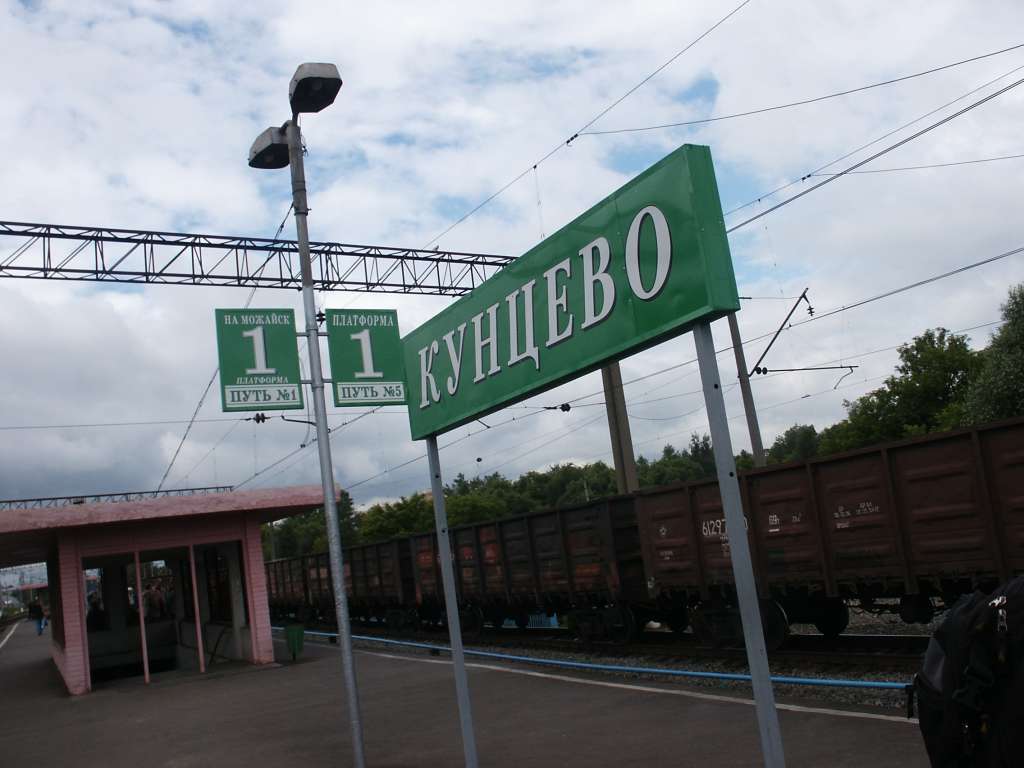 НА МОЖАЙСК
1
ПЛАТФОРМА
ПУТЬ №1
ПЛАТФОРМА
1
ПУТЬ №5
КУНЦЕВО